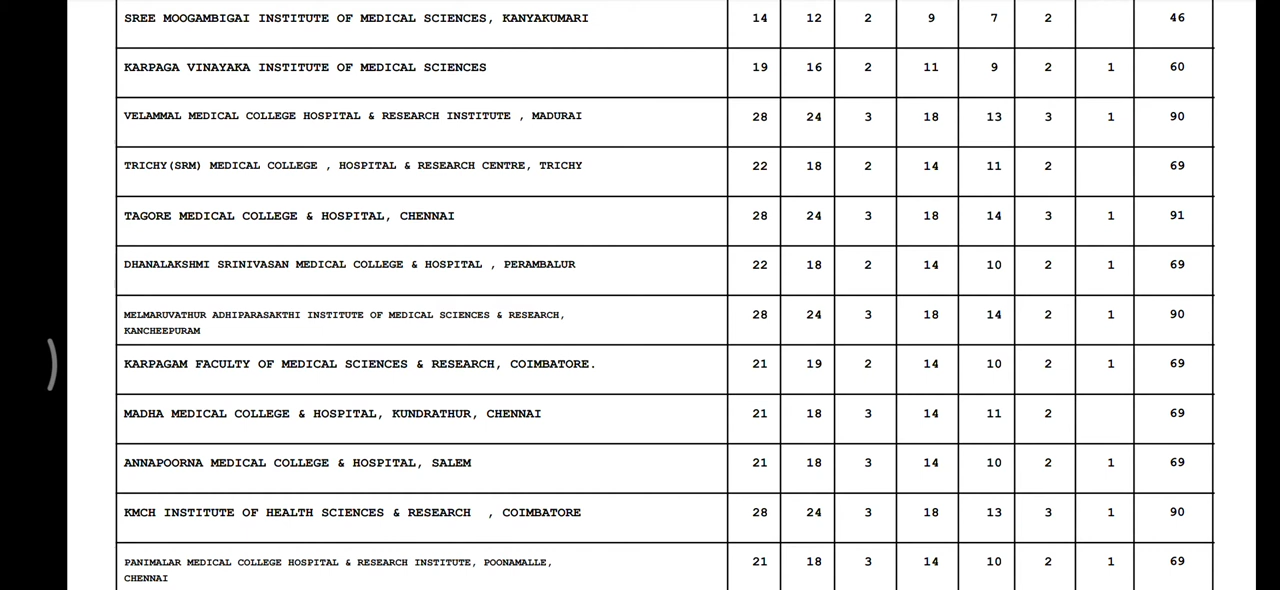 SREE MOOGAMBIGAI INSTITUTE OF MEDICAL SCIENCES, KANYAKUMARI 14 12 2 9 7 2 46
KARPAGA VINAYAKA INSTITUTE OF MEDICAL SCIENCES 19 16 2 11 9 2 1 60
VELAMMAL MEDICAL COLLEGE HOSPITAL & RESEARCH INSTITUTE , MADURAI 28 24 3 18 13 3 1 90
TRICHY(SRM) MEDICAL COLLEGE , HOSPITAL & RESEARCH CENTRE, TRICHY 22 18 2 14 11 2 69
TAGORE MEDICAL COLLEGE & HOSPITAL, CHENNAI 28 24 3 18 14 3 1 91
DHANALAKSHMI SRINIVASAN MEDICAL COLLEGE & HOSPITAL , PERAMBALUR 22 18 2 14 10 2 1 69
MELMARUVATHUR ADHIPARASAKTHI INSTITUTE OF MEDICAL SCIENCES & RESEARCH, 28 24 3 18 14 2 1 90
KANCHEEPURAM
KARPAGAM FACULTY OF MEDICAL SCIENCES & RESEARCH, COIMBATORE. 21 19 2 14 10 2 1 69
MADHA MEDICAL COLLEGE & HOSPITAL, KUNDRATHUR, CHENNAI 21 18 3 14 11 2 69
ANNAPOORNA MEDICAL COLLEGE & HOSPITAL, SALEM 21 18 3 14 10 2 1 69
KMCH INSTITUTE OF HEALTH SCIENCES & RESEARCH , COIMBATORE 28 24 3 18 13 3 1 90
PANIMALAR MEDICAL COLLEGE HOSPITAL & RESEARCH INSTITUTE, POONAMALLE, 21 18 3 14 10 2 1 69
CHENNAI